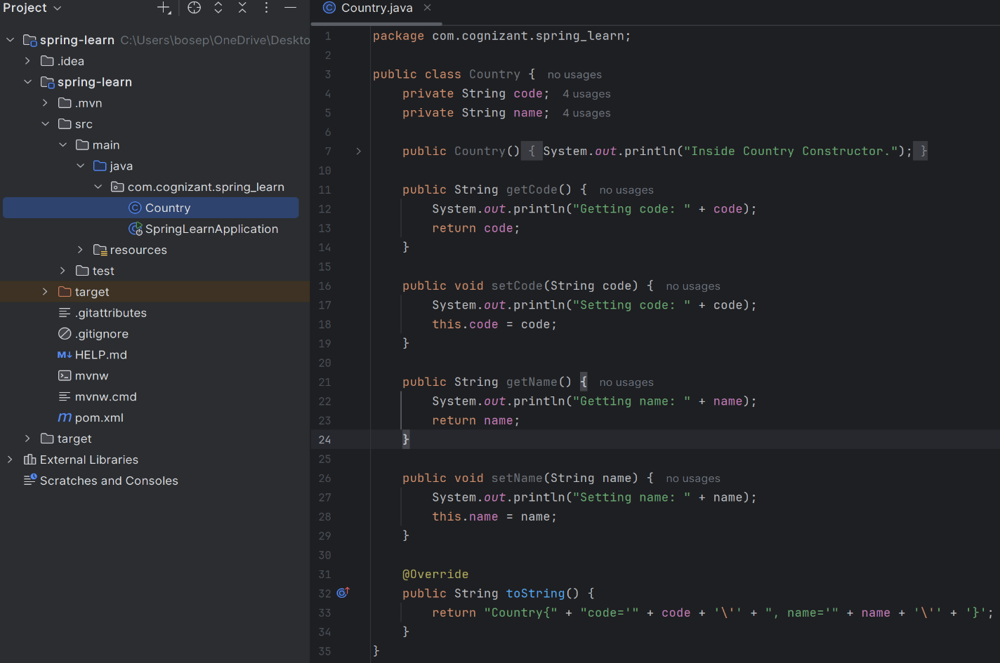 Project
spring-learn C:\Users\bosep\OneDrive\Deskto
.idea
spring-learn
.mvn
src
main
java
com.cognizant.spring_learn
Country
SpringLearnApplication
resources
test
target
.gitattributes
.gitignore
M↓ HELP.md
mvnw
mvnw.cmd
m pom.xml
target
External Libraries
Scratches and Consoles
C Country.java
1 package com.cognizant.spring_learn;
2
3 public class Country { no usages
4 private String code; 4 usages
5 private String name; 4 usages
6
7 public Country() { System.out.println("Inside Country Constructor."); }
10
11 public String getCode() { no usages
12 System.out.println("Getting code: " + code);
13 return code;
14 }
15
16 public void setCode(String code) { no usages
17 System.out.println("Setting code: " + code);
18 this.code = code;
19 }
20
21 public String getName() { no usages
22 System.out.println("Getting name: " + name);
23 return name;
24 }
25
26 public void setName(String name) { no usages
27 System.out.println("Setting name: " + name);
28 this.name = name;
29 }
30
31 @Override
32 public String toString() {
33 return "Country{" + "code='" + code + '\'' + ", name='" + name + '\'' + '}';
34 }
35 }